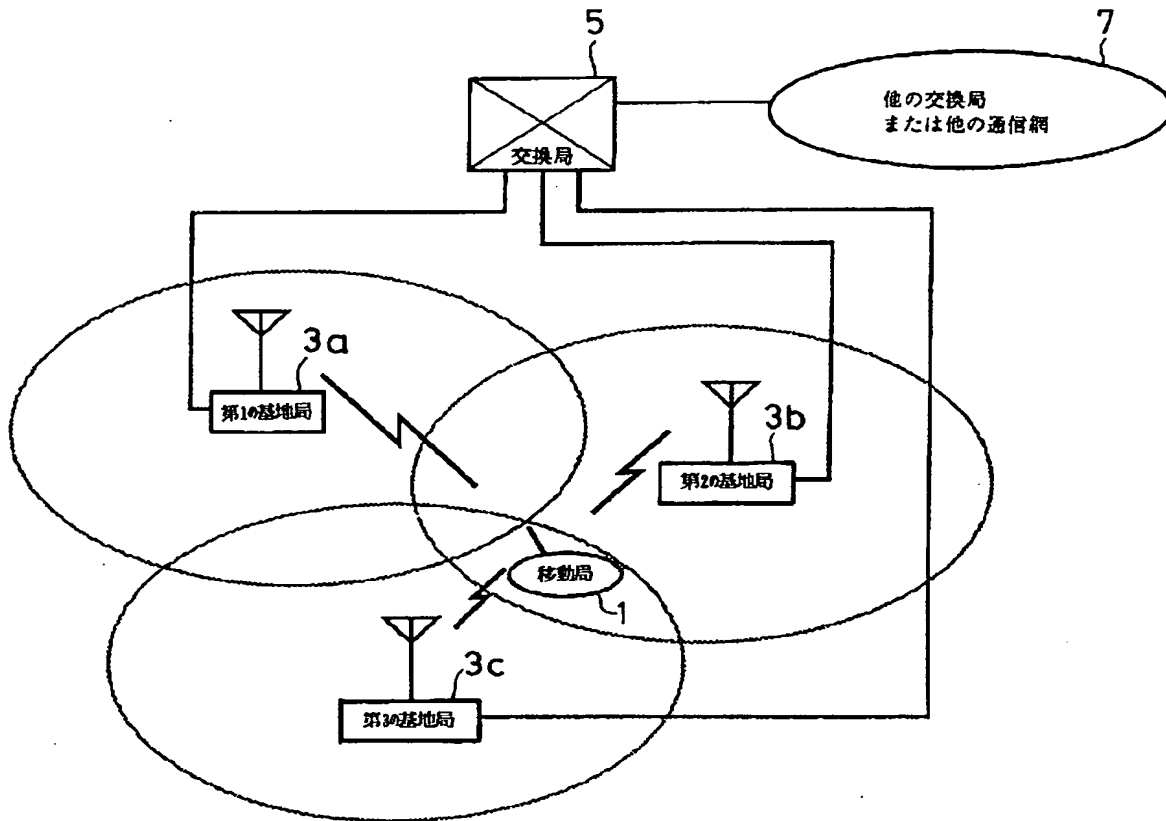 5
7
他の交換局
または他の通信網
交換局
3a
第1の基地局
3b
第2の基地局
移動局
1
3c
第3の基地局